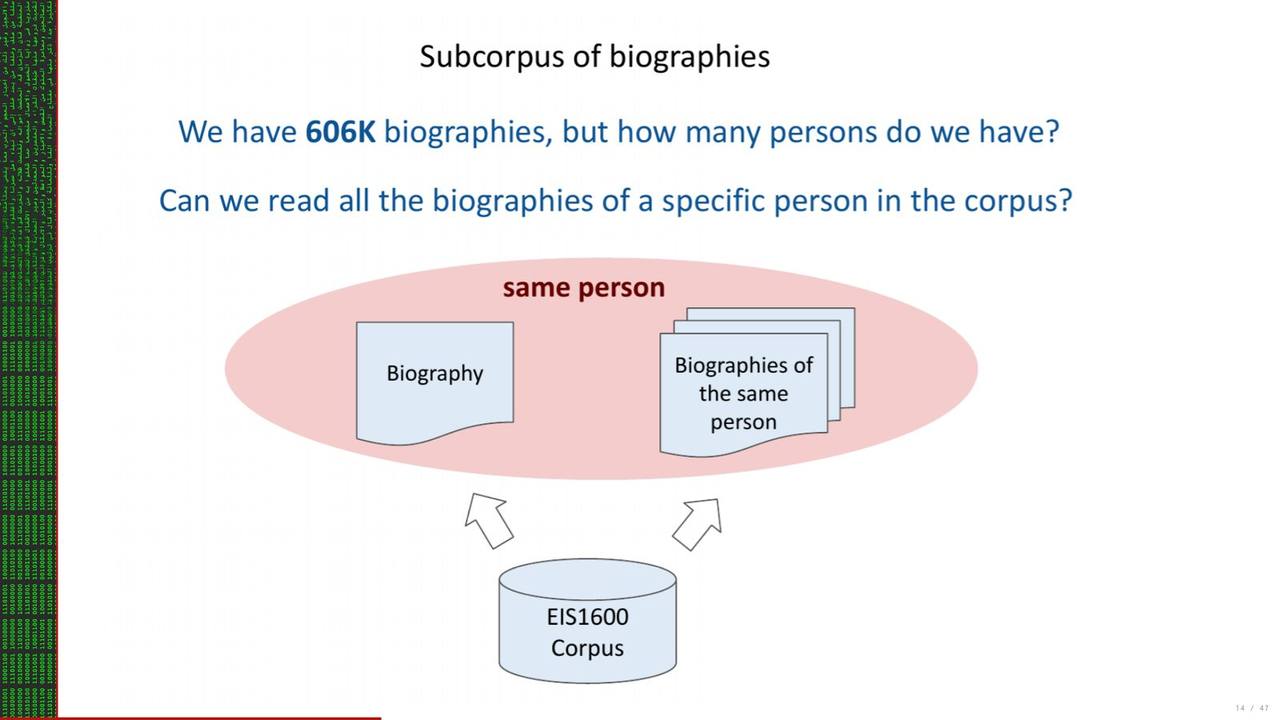 Subcorpus of biographies
We have 606K biographies, but how many persons do we have?
Can we read all the biographies of a specific person in the corpus?
same person
Biography
Biographies of
the same
person
EIS1600
Corpus
14 / 47